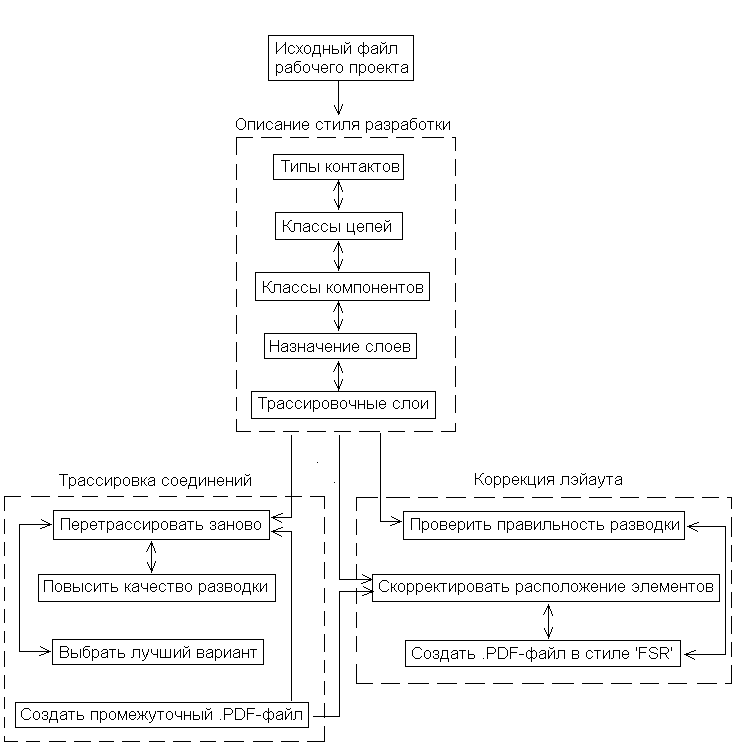 Исходный файл
рабочего проекта
Описание стиля разработки
Типы контактов
Классы цепей
Классы компонентов
Назначение слоев
Трассировочные слои
Трассировка соединений
Перетрассировать заново
Повысить качество разводки
Выбрать лучший вариант
Создать промежуточный .PDF-файл
Коррекция лэйаута
Проверить правильность разводки
Скорректировать расположение элементов
Создать .PDF-файл в стиле 'FSR'